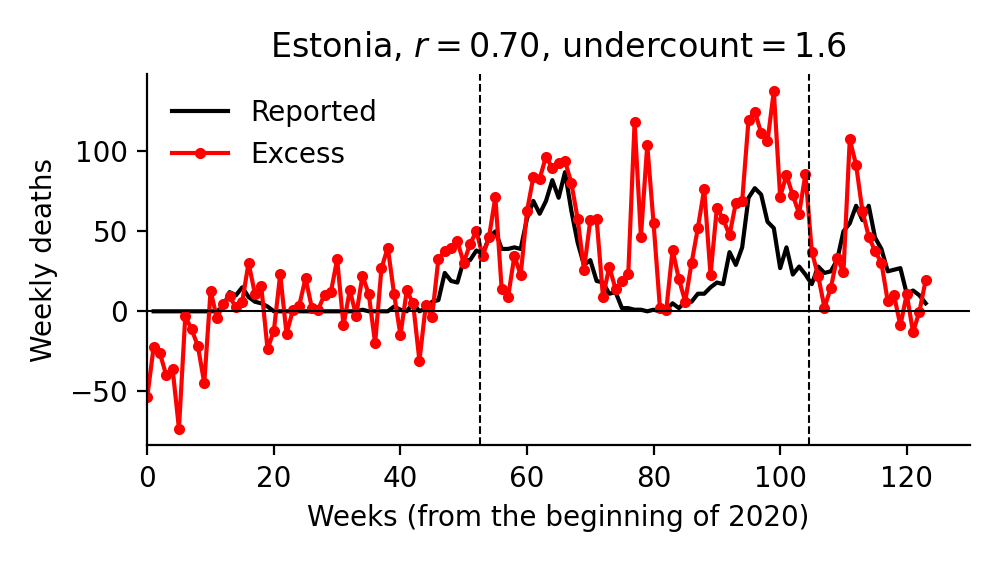 Estonia, r = 0.70, undercount = 1.6
Reported
Excess
Weekly deaths
100
50
0
−50
0 20 40 60 80 100 120
Weeks (from the beginning of 2020)